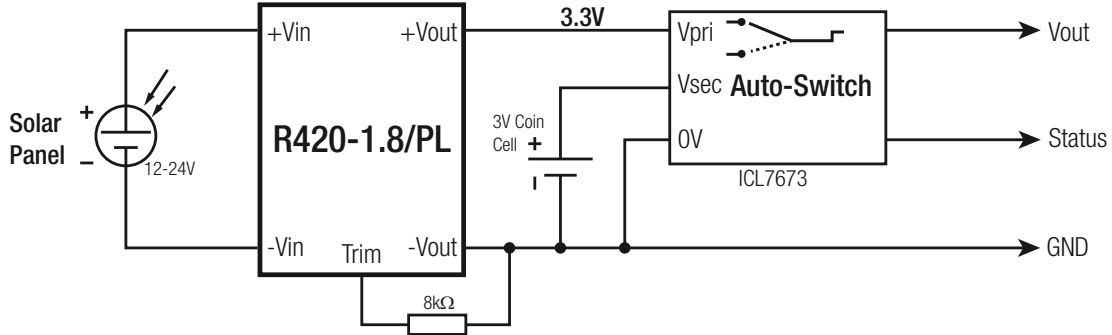 3.3V
+Vin
+Vout
Vpri
Vout
Vsec
Auto-Switch
Solar
Panel
+
−
12-24V
R420-1.8/PL
3V Coin
Cell
+
−
0V
Status
ICL7673
-Vin
Trim
-Vout
GND
8kΩ